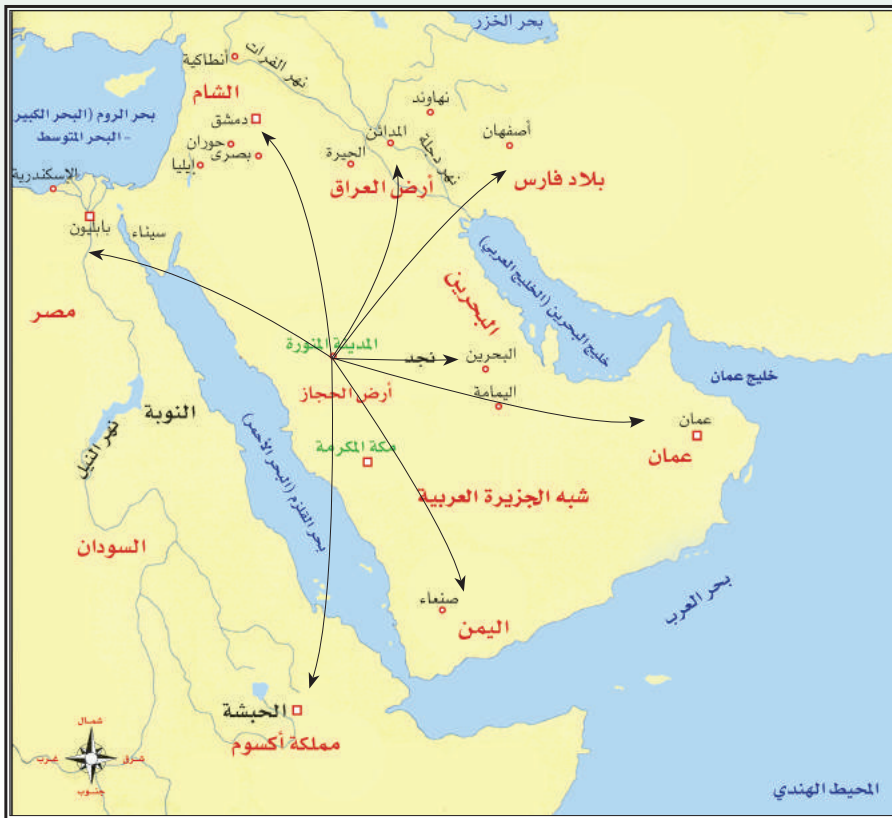 بحر الخزر
أنطاكية
نهر الفرات
الشام
نهاوند
بحر الروم (البحر الكبير
- البحر المتوسط
دمشق
المدائن
أصفهان
حوران
بصرى
إيليا
الحيرة
نهر دجلة
الإسكندرية
أرض العراق
بلاد فارس
بابليون
سيناء
خليج البحرين (الخليج العربي)
البحرين
مصر
المدينة المنورة
نجد
البحرين
خليج عمان
أرض الحجاز
اليمامة
النوبة
عمان
نهر النيل
مكة المكرمة
عمان
بحر القلزم (البحر الأحمر)
شبه الجزيرة العربية
السودان
بحر العرب
صنعاء
اليمن
الحبشة
مملكة أكسوم
شمال
شرق
غرب
جنوب
المحيط الهندي